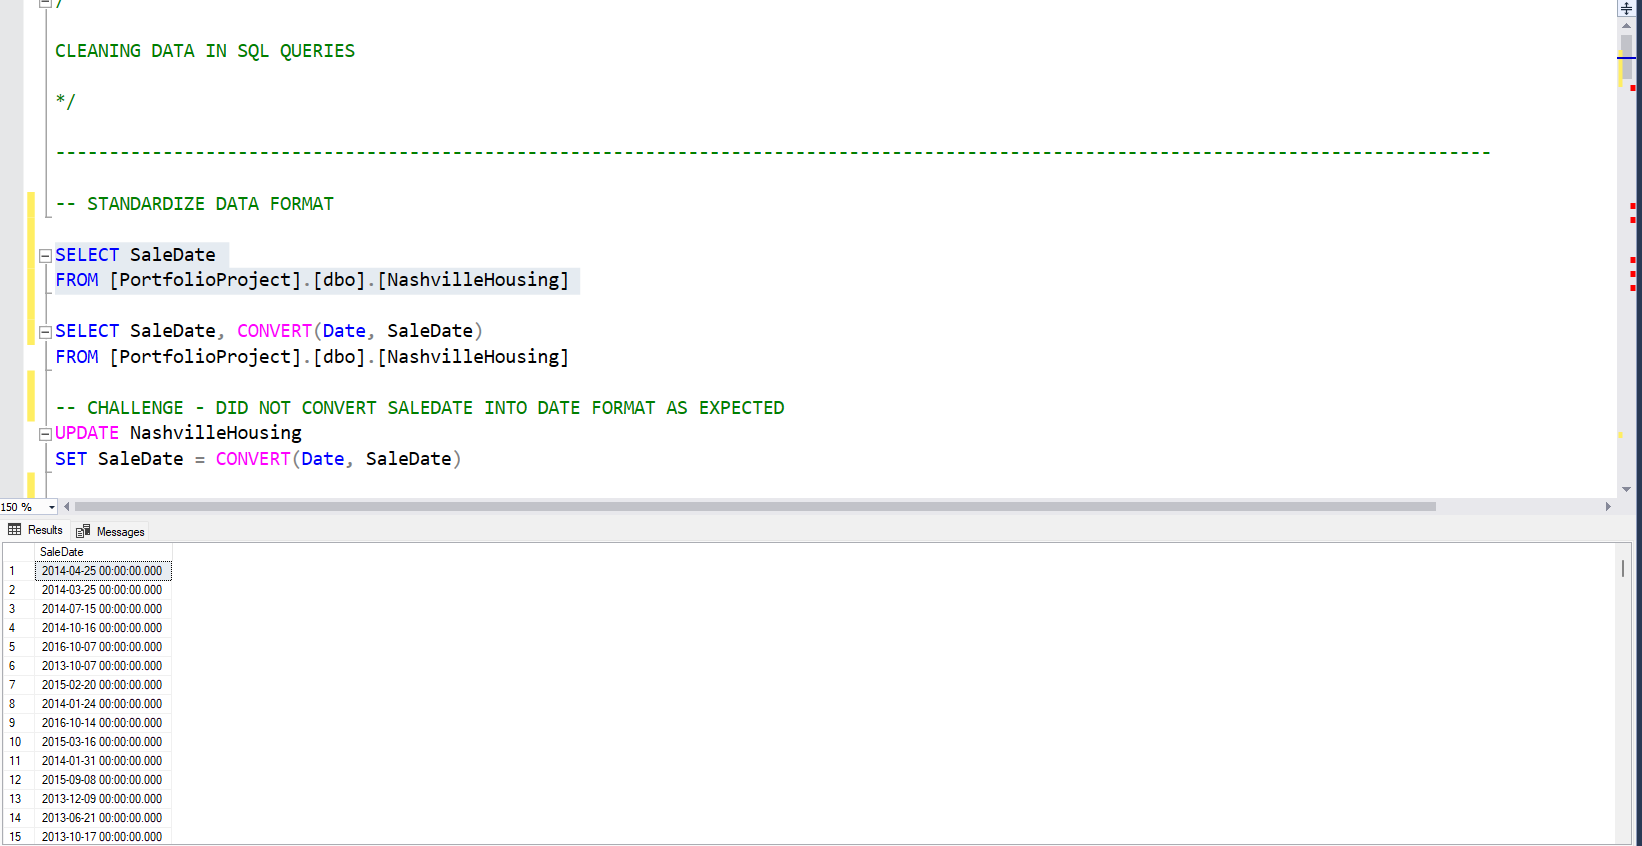 /
CLEANING DATA IN SQL QUERIES
*/
--------------------------------------------------------------------------------------------------------------------------------------
-- STANDARDIZE DATA FORMAT
SELECT SaleDate
FROM [PortfolioProject].[dbo].[NashvilleHousing]
SELECT SaleDate, CONVERT(Date, SaleDate)
FROM [PortfolioProject].[dbo].[NashvilleHousing]
-- CHALLENGE - DID NOT CONVERT SALEDATE INTO DATE FORMAT AS EXPECTED
UPDATE NashvilleHousing
SET SaleDate = CONVERT(Date, SaleDate)
150 %
Results Messages
SaleDate
1 2014-04-25 00:00:00.000
2 2014-03-25 00:00:00.000
3 2014-07-15 00:00:00.000
4 2014-10-16 00:00:00.000
5 2016-10-07 00:00:00.000
6 2013-10-07 00:00:00.000
7 2015-02-20 00:00:00.000
8 2014-01-24 00:00:00.000
9 2016-10-14 00:00:00.000
10 2015-03-16 00:00:00.000
11 2014-01-31 00:00:00.000
12 2015-09-08 00:00:00.000
13 2013-12-09 00:00:00.000
14 2013-06-21 00:00:00.000
15 2013-10-17 00:00:00.000